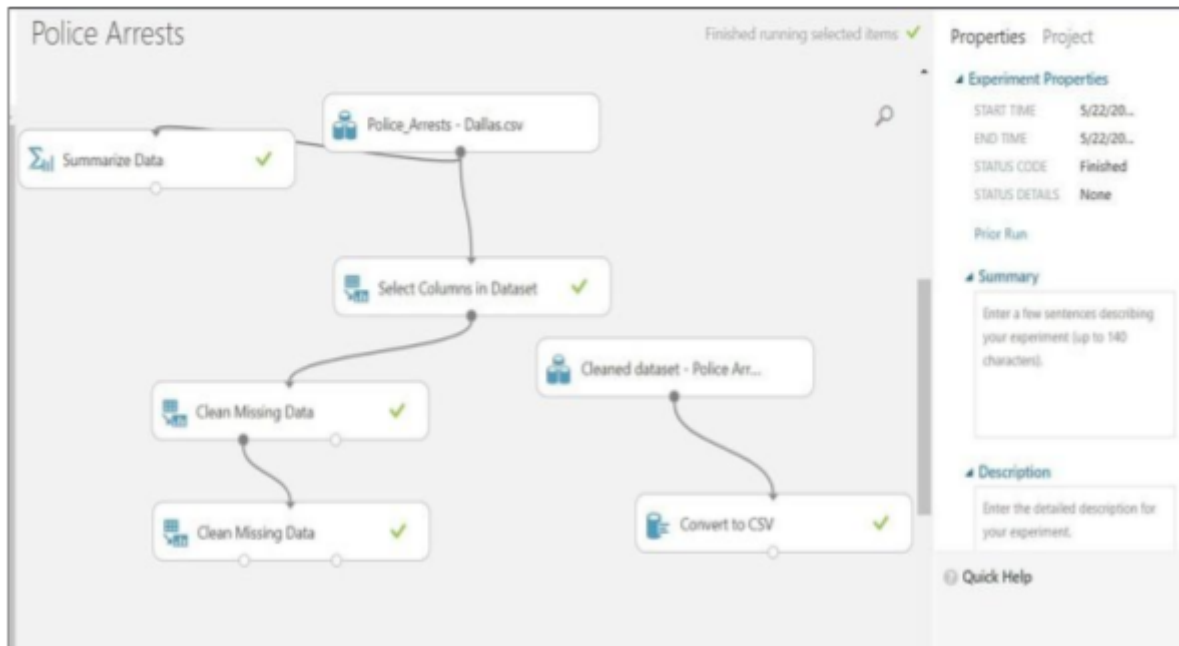 Police Arrests
Finished running selected items
Police_Arrests - Dallas.csv
Summarize Data
Select Columns in Dataset
Cleaned dataset - Police Arr...
Clean Missing Data
Clean Missing Data
Convert to CSV
Properties Project
Experiment Properties
START TIME 5/22/20...
END TIME 5/22/20...
STATUS CODE Finished
STATUS DETAILS None
Prior Run
Summary
Enter a few sentences describing
your experiment (up to 140
characters).
Description
Enter the detailed description for
your experiment.
Quick Help